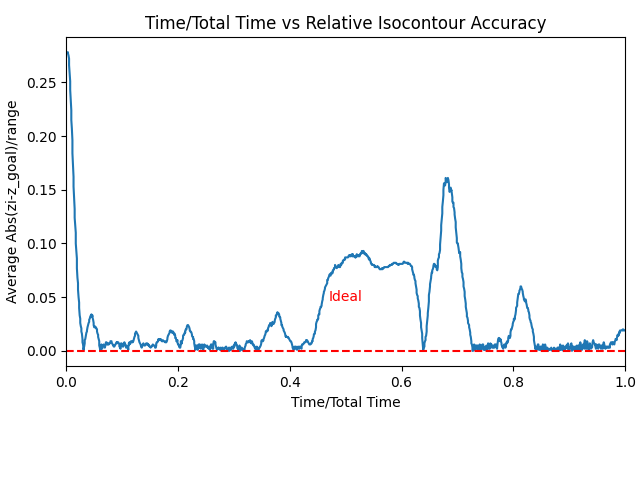 Time/Total Time vs Relative Isocontour Accuracy
Average Abs(zi-z_goal)/range
0.25
0.20
0.15
0.10
0.05
0.00
Ideal
0.0 0.2 0.4 0.6 0.8 1.0
Time/Total Time